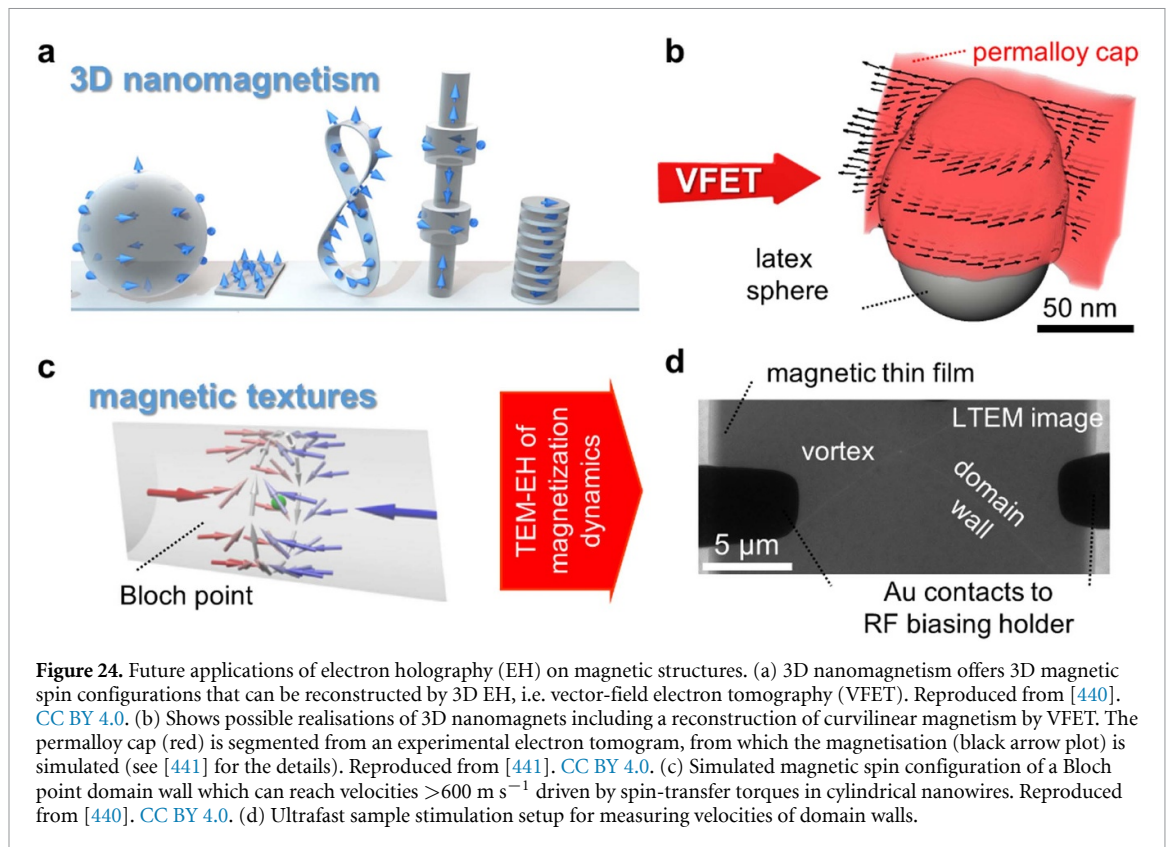 a
3D nanomagnetism
b
permalloy cap
VFET
latex
sphere
50 nm
c
magnetic textures
Bloch point
TEM-EH of
magnetization
dynamics
d
magnetic thin film
LTEM image
vortex
domain
wall
5 µm
Au contacts to
RF biasing holder
Figure 24. Future applications of electron holography (EH) on magnetic structures. (a) 3D nanomagnetism offers 3D magnetic
spin configurations that can be reconstructed by 3D EH, i.e. vector-field electron tomography (VFET). Reproduced from [440].
CC BY 4.0. (b) Shows possible realisations of 3D nanomagnets including a reconstruction of curvilinear magnetism by VFET. The
permalloy cap (red) is segmented from an experimental electron tomogram, from which the magnetisation (black arrow plot) is
simulated (see [441] for the details). Reproduced from [441]. CC BY 4.0. (c) Simulated magnetic spin configuration of a Bloch
point domain wall which can reach velocities >600 m s⁻¹ driven by spin-transfer torques in cylindrical nanowires. Reproduced
from [440]. CC BY 4.0. (d) Ultrafast sample stimulation setup for measuring velocities of domain walls.